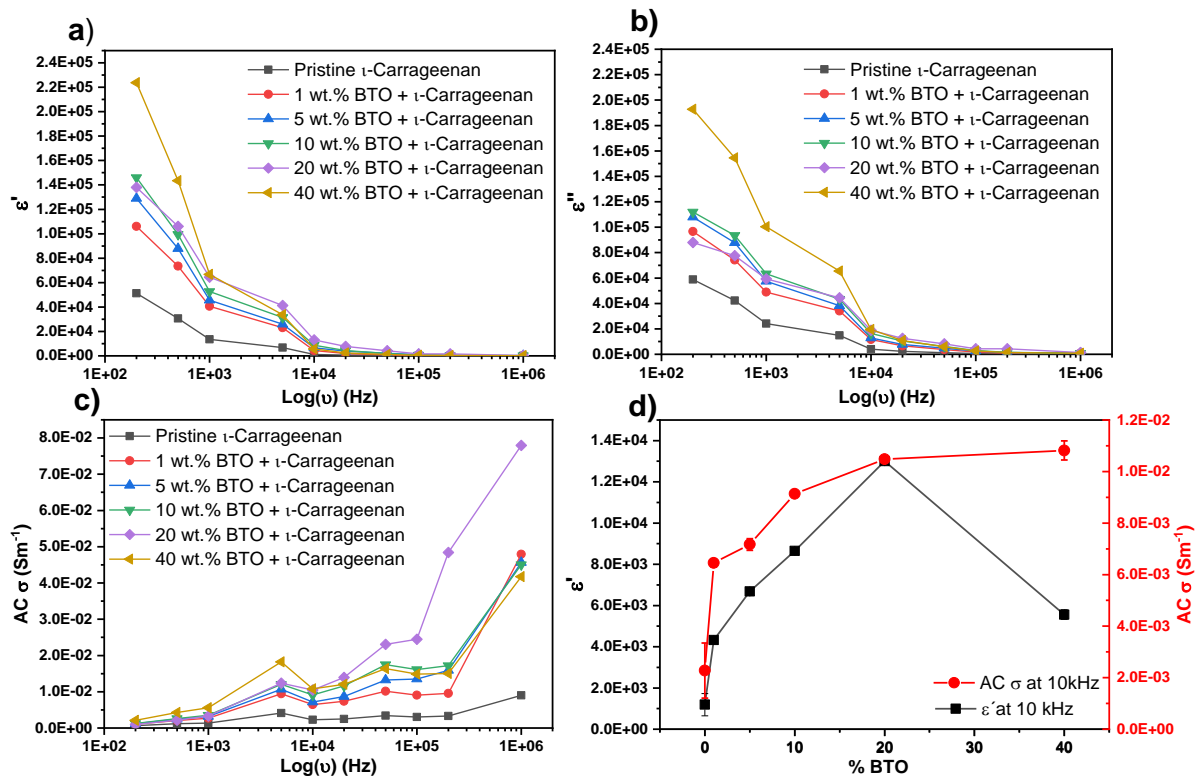 a)
2.4E+05
2.2E+05
2.0E+05
1.8E+05
1.6E+05
1.4E+05
1.2E+05
1.0E+05
8.0E+04
6.0E+04
4.0E+04
2.0E+04
0.0E+00
ε'
Pristine ι-Carrageenan
1 wt.% BTO + ι-Carrageenan
5 wt.% BTO + ι-Carrageenan
10 wt.% BTO + ι-Carrageenan
20 wt.% BTO + ι-Carrageenan
40 wt.% BTO + ι-Carrageenan
1E+02 1E+03 1E+04 1E+05 1E+06
Log(υ) (Hz)
b)
2.4E+05
2.2E+05
2.0E+05
1.8E+05
1.6E+05
1.4E+05
1.2E+05
1.0E+05
8.0E+04
6.0E+04
4.0E+04
2.0E+04
0.0E+00
ε''
Pristine ι-Carrageenan
1 wt.% BTO + ι-Carrageenan
5 wt.% BTO + ι-Carrageenan
10 wt.% BTO + ι-Carrageenan
20 wt.% BTO + ι-Carrageenan
40 wt.% BTO + ι-Carrageenan
1E+02 1E+03 1E+04 1E+05 1E+06
Log(υ) (Hz)
c)
8.0E-02
7.0E-02
6.0E-02
5.0E-02
4.0E-02
3.0E-02
2.0E-02
1.0E-02
0.0E+00
AC σ (Sm⁻¹)
Pristine ι-Carrageenan
1 wt.% BTO + ι-Carrageenan
5 wt.% BTO + ι-Carrageenan
10 wt.% BTO + ι-Carrageenan
20 wt.% BTO + ι-Carrageenan
40 wt.% BTO + ι-Carrageenan
1E+02 1E+03 1E+04 1E+05 1E+06
Log(υ) (Hz)
d)
1.4E+04
1.2E+04
1.0E+04
8.0E+03
6.0E+03
4.0E+03
2.0E+03
0.0E+00
ε'
1.2E-02
1.0E-02
8.0E-03
6.0E-03
4.0E-03
2.0E-03
0.0E+00
AC σ (Sm⁻¹)
AC σ at 10kHz
ε´at 10 kHz
0 10 20 30 40
% BTO